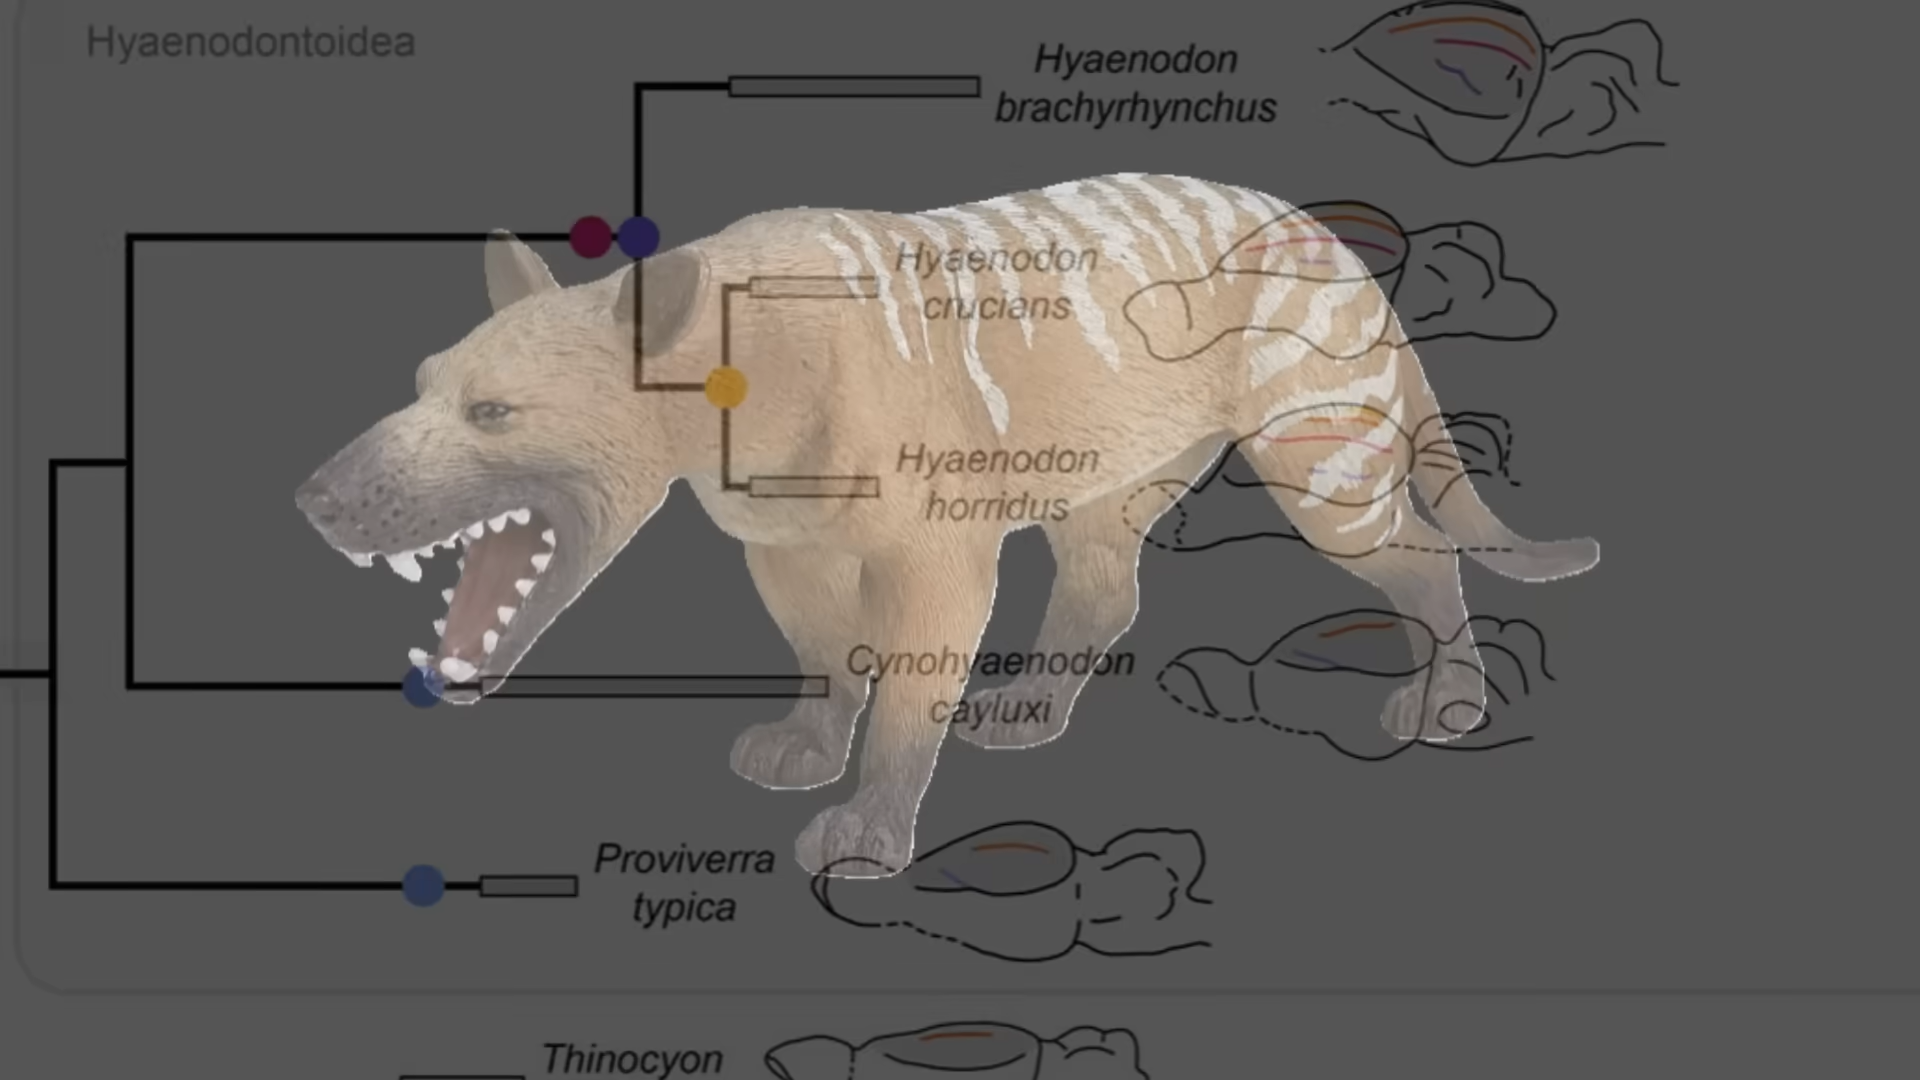 Hyaenodontoidea
Hyaenodon
brachyrhynchus
Hyaenodon
crucians
Hyaenodon
horridus
Cynohyaenodon
cayluxi
Proviverra
typica
Thinocyon